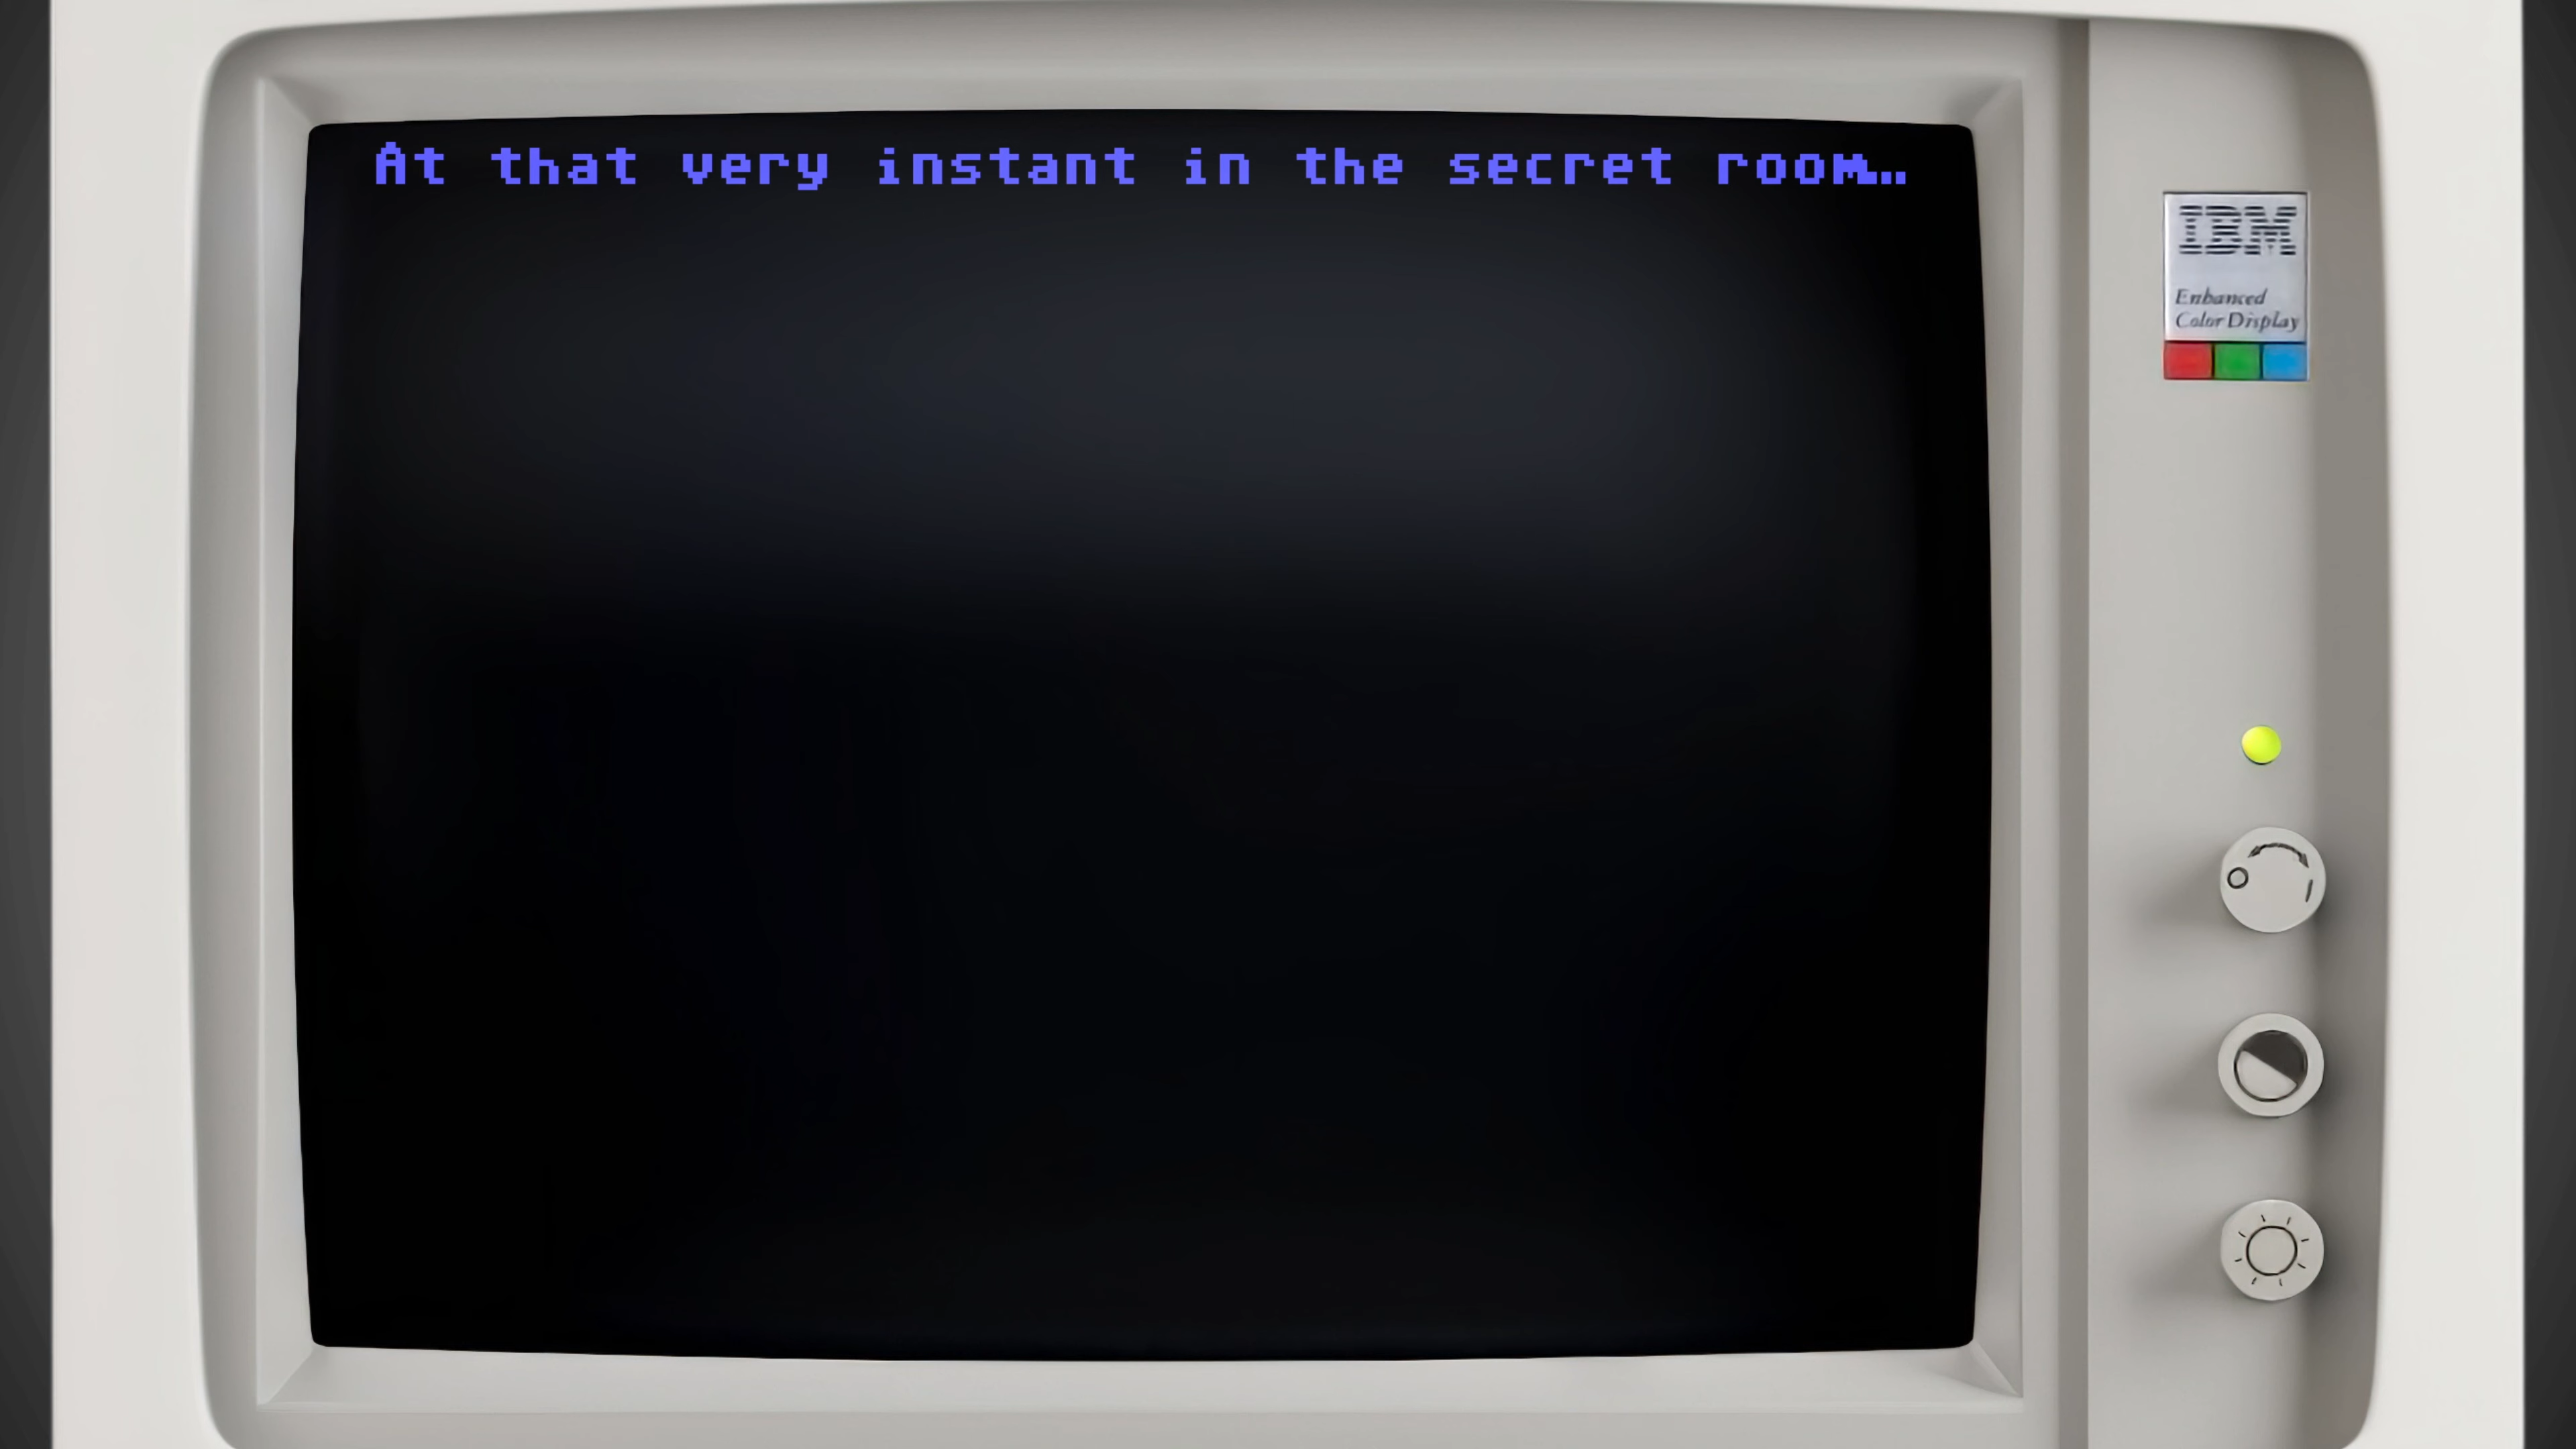 At that very instant in the secret room…
IBM
Enhanced
Color Display